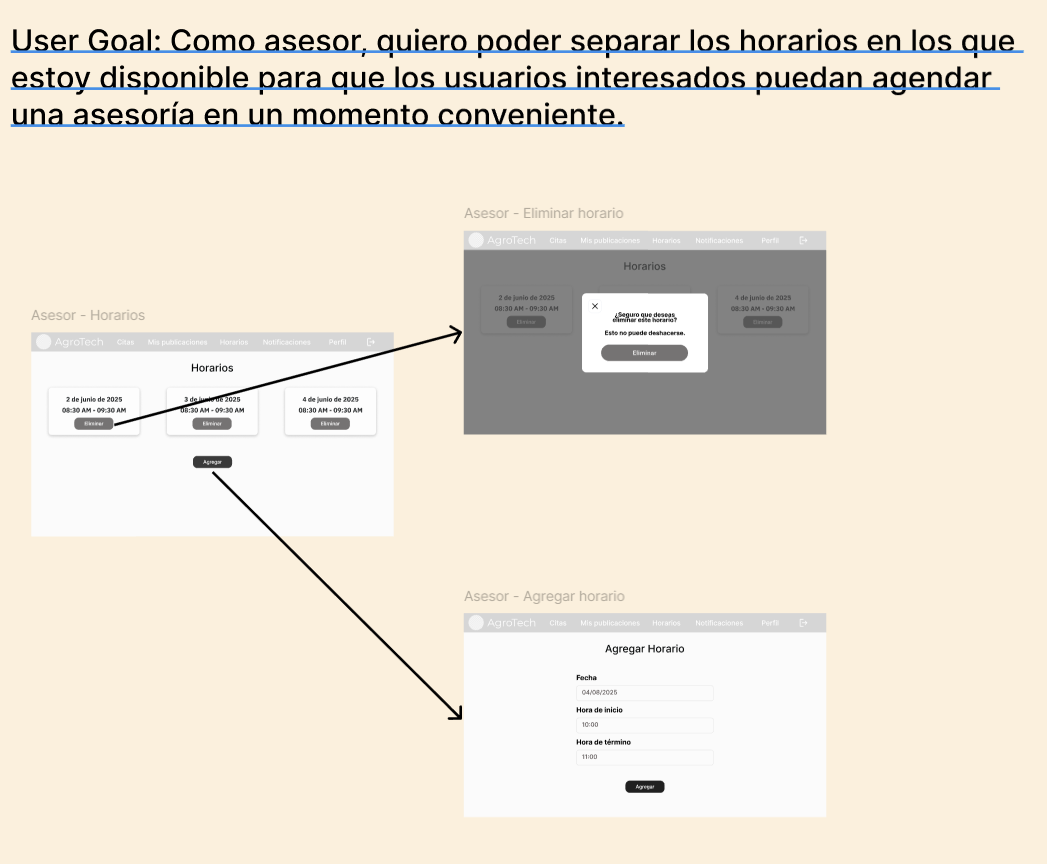 User Goal: Como asesor, quiero poder separar los horarios en los que
estoy disponible para que los usuarios interesados puedan agendar
una asesoría en un momento conveniente.
Asesor - Eliminar horario
AgroTech Citas Mis publicaciones Horarios Notificaciones Perfil
Horarios
2 de junio de 2025
08:30 AM - 09:30 AM
Eliminar
4 de junio de 2025
08:30 AM - 09:30 AM
Eliminar
¿Seguro que deseas
eliminar este horario?
Esto no puede deshacerse.
Eliminar
Asesor - Horarios
AgroTech Citas Mis publicaciones Horarios Notificaciones Perfil
Horarios
2 de junio de 2025
08:30 AM - 09:30 AM
Eliminar
3 de junio de 2025
08:30 AM - 09:30 AM
Eliminar
4 de junio de 2025
08:30 AM - 09:30 AM
Eliminar
Agregar
Asesor - Agregar horario
AgroTech Citas Mis publicaciones Horarios Notificaciones Perfil
Agregar Horario
Fecha
04/08/2025
Hora de inicio
10:00
Hora de término
11:00
Agregar